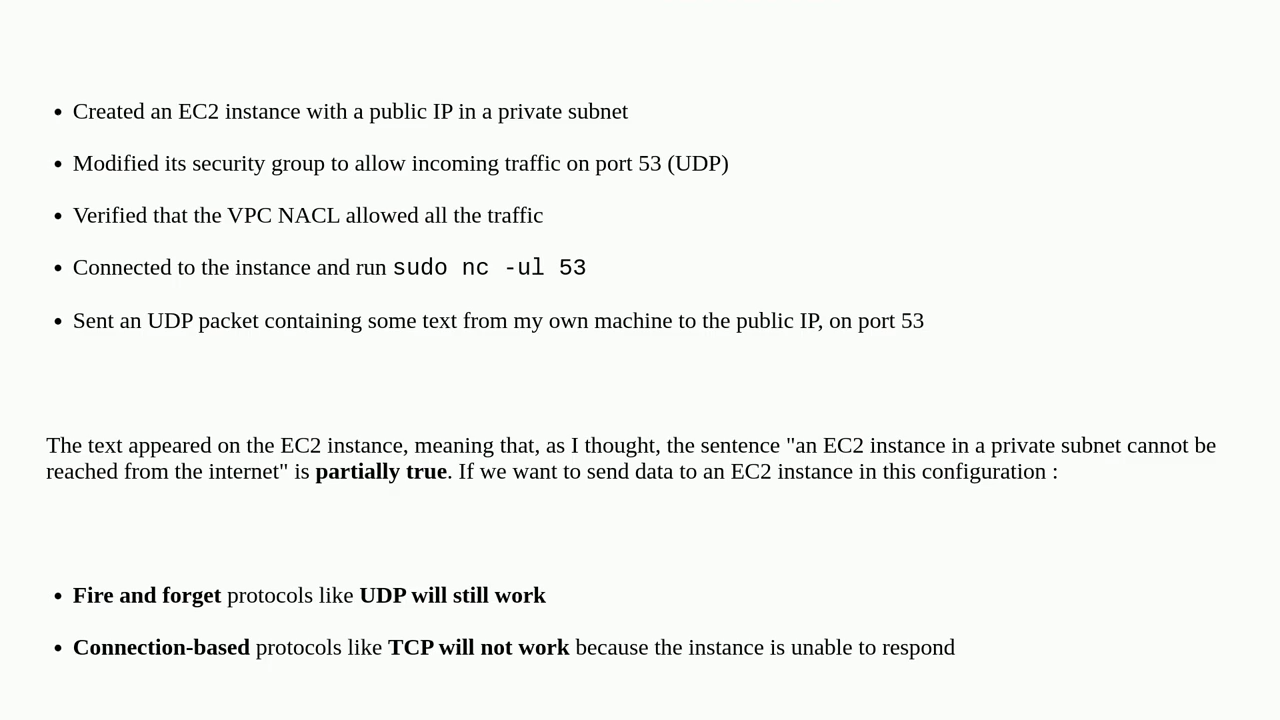 • Created an EC2 instance with a public IP in a private subnet
• Modified its security group to allow incoming traffic on port 53 (UDP)
• Verified that the VPC NACL allowed all the traffic
• Connected to the instance and run sudo nc -ul 53
• Sent an UDP packet containing some text from my own machine to the public IP, on port 53
The text appeared on the EC2 instance, meaning that, as I thought, the sentence "an EC2 instance in a private subnet cannot be
reached from the internet" is partially true. If we want to send data to an EC2 instance in this configuration :
• Fire and forget protocols like UDP will still work
• Connection-based protocols like TCP will not work because the instance is unable to respond